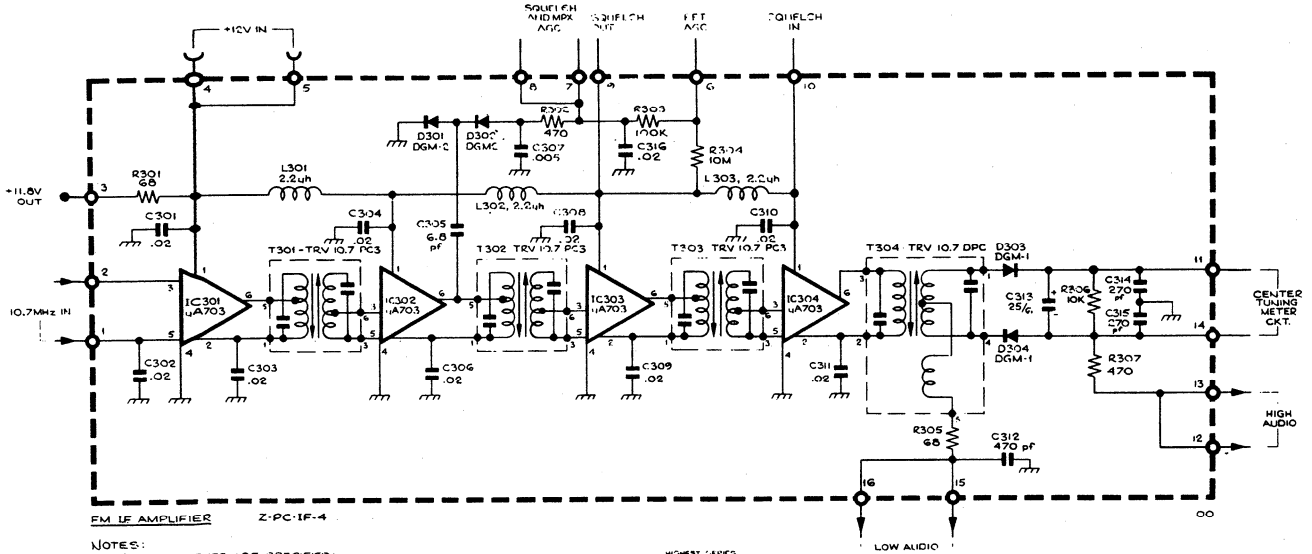 SQUELCH
AND MPX
AGC
SQUELCH
OUT
FET
AGC
SQUELCH
IN
+12V IN
4
5
8
7
9
6
10
D301
DGM-2
D302
DGM2
R302
470
R303
100K
C307
.005
C316
.02
R304
10M
+11.8V
OUT
3
R301
68
L301
2.2uh
L302, 2.2uh
L303, 2.2uh
C301
.02
C304
.02
C305
6.8
pf
C308
.02
C310
.02
T301-TRV 10.7 PC3
T302 TRV 10.7 PC3
T303 TRV 10.7 PC3
T304 TRV 10.7 DPC
D303
DGM-1
2
10.7MHz IN
1
IC301
uA703
IC302
uA703
IC303
uA703
IC304
uA703
C313
25/6.
R306
10K
C314
270
pf
C315
270
pf
11
CENTER
TUNING
METER
CKT.
14
D304
DGM-1
R307
470
13
HIGH
AUDIO
12
C302
.02
C303
.02
C306
.02
C309
.02
C311
.02
R305
68
C312
470 pf
16
15
LOW AUDIO
FM IF AMPLIFIER
Z-PC-IF-4
00
NOTES:
HIGHEST SERIES